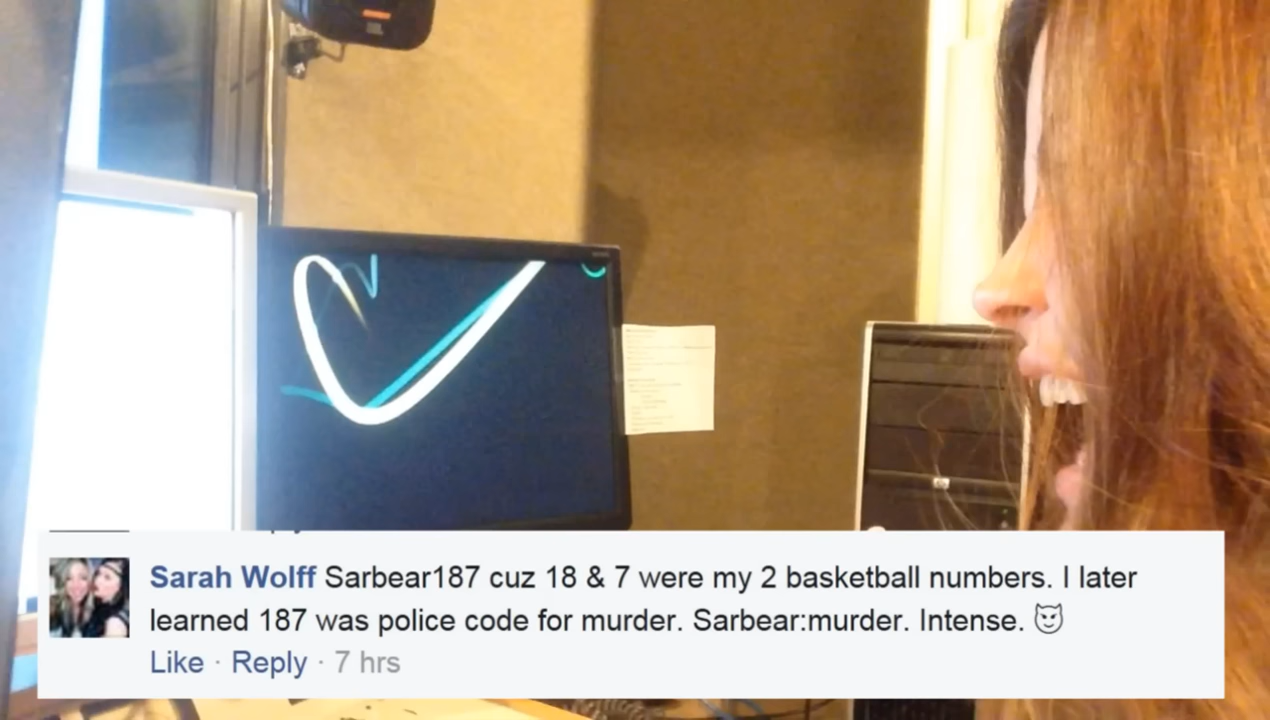 Sarah Wolff Sarbear187 cuz 18 & 7 were my 2 basketball numbers. I later
learned 187 was police code for murder. Sarbear:murder. Intense. 😈
Like · Reply · 7 hrs
hp